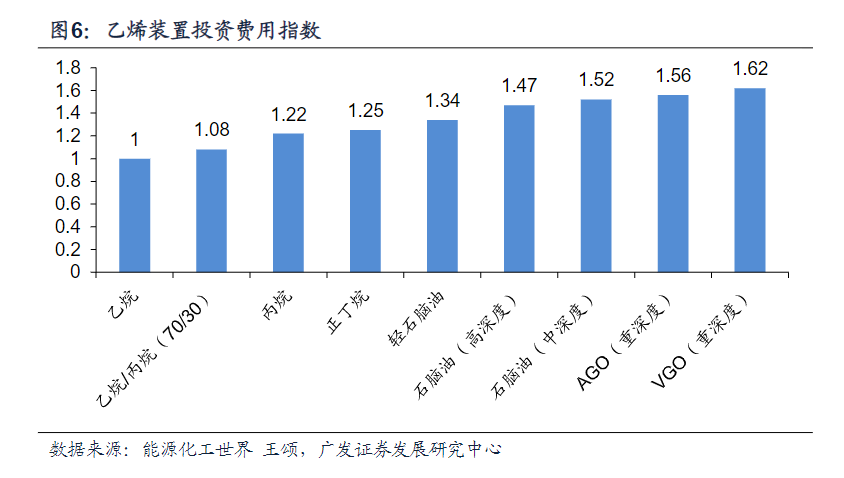 图6：乙烯装置投资费用指数
1.8
1.6
1.4
1.2
1
0.8
0.6
0.4
0.2
0
1
1.08
1.22
1.25
1.34
1.47
1.52
1.56
1.62
乙烷
乙烷/丙烷（70/30）
丙烷
正丁烷
轻石脑油
石脑油（高深度）
石脑油（中深度）
AGO（重深度）
VGO（重深度）
数据来源：能源化工世界 王颂，广发证券发展研究中心